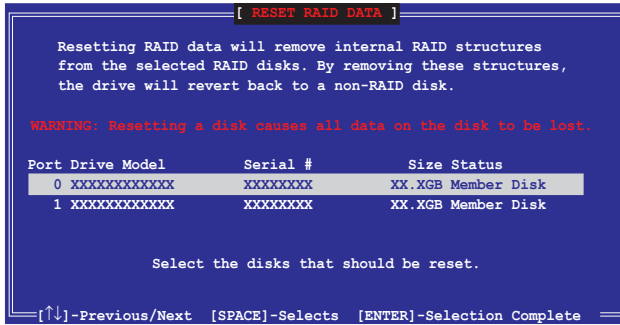 [ RESET RAID DATA ]
Resetting RAID data will remove internal RAID structures
from the selected RAID disks. By removing these structures,
the drive will revert back to a non-RAID disk.
WARNING: Resetting a disk causes all data on the disk to be lost.
Port Drive Model Serial # Size Status
0 XXXXXXXXXXXX XXXXXXXX XX.XGB Member Disk
1 XXXXXXXXXXXX XXXXXXXX XX.XGB Member Disk
Select the disks that should be reset.
[↑↓]-Previous/Next [SPACE]-Selects [ENTER]-Selection Complete